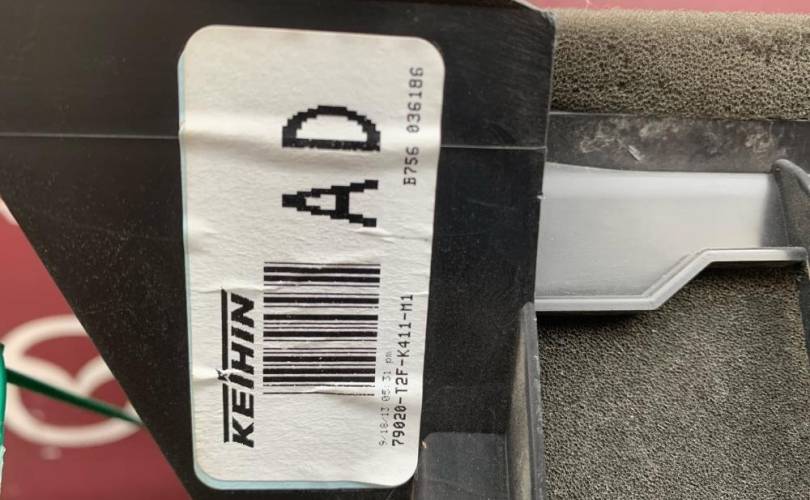 KEIHIN
AD
9/18/13 05:31 pm
79020-T2F-K411-M1
B756 036186